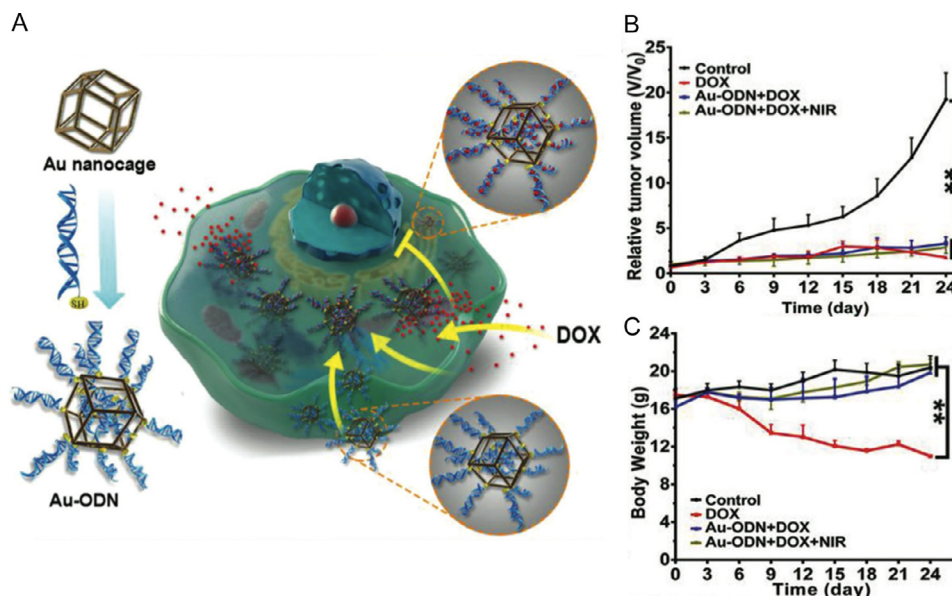 A
Au nanocage
HS
Au-ODN
DOX
B
Relative tumor volume (V/V₀)
25
20
15
10
5
0
Control
DOX
Au-ODN+DOX
Au-ODN+DOX+NIR
**
0 3 6 9 12 15 18 21 24
Time (day)
C
Body Weight (g)
24
20
16
12
8
4
0
**
Control
DOX
Au-ODN+DOX
Au-ODN+DOX+NIR
0 3 6 9 12 15 18 21 24
Time (day)